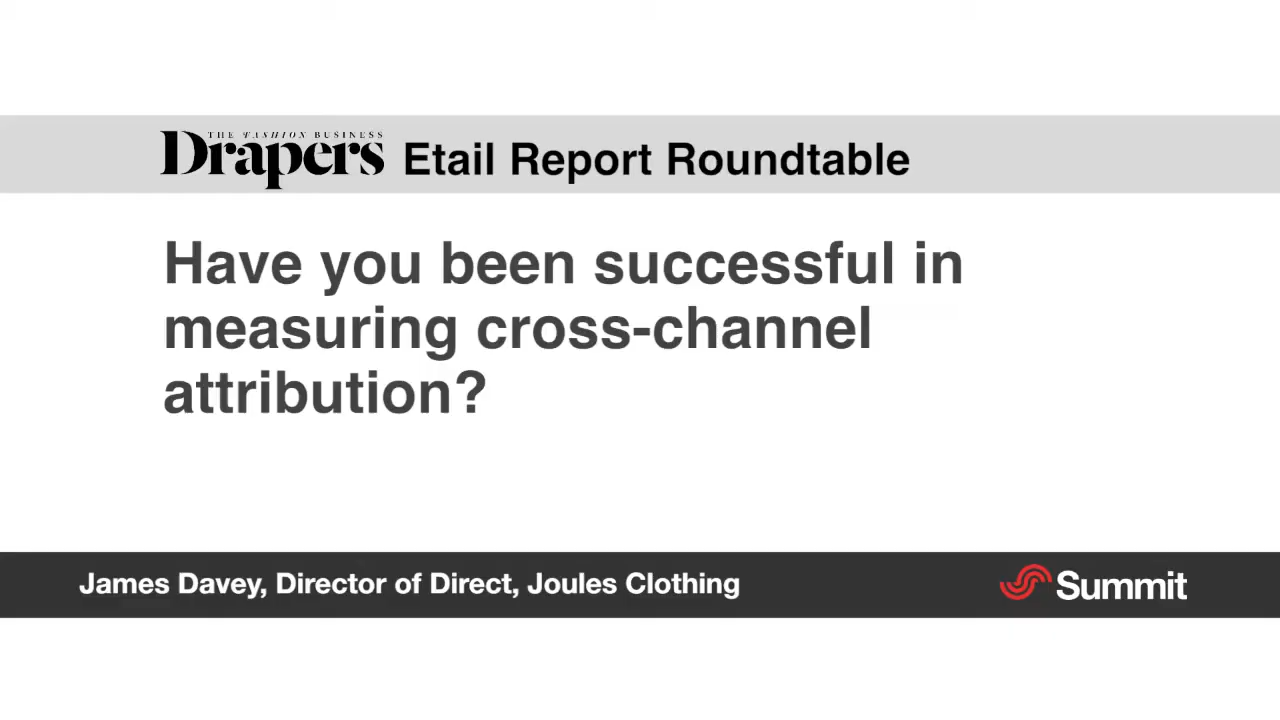 THE FASHION BUSINESS
Drapers Etail Report Roundtable
Have you been successful in
measuring cross-channel
attribution?
James Davey, Director of Direct, Joules Clothing
Summit